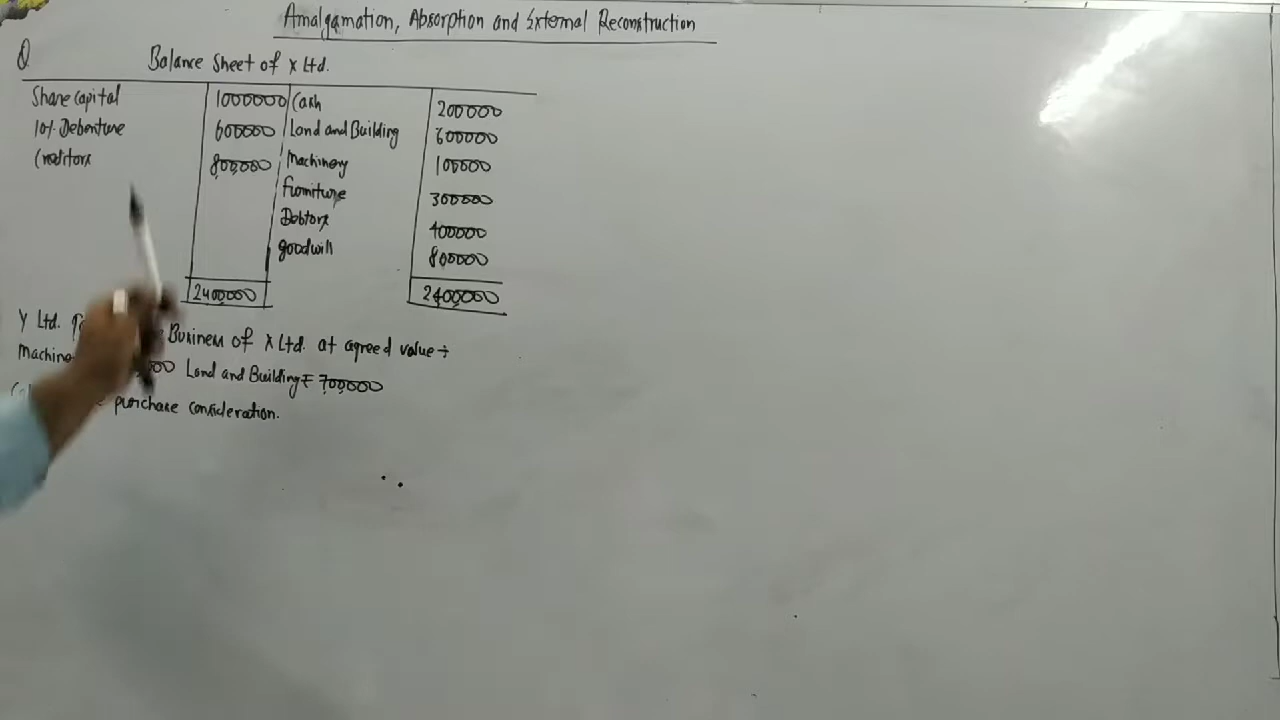 Amalgamation, Absorption and External Reconstruction
Q Balance Sheet of X Ltd.
Share capital 1000000 Cash 200000
10% Debenture 600000 Land and Building 600000
Creditors 800,000 Machinery 100000
Furniture 300000
Debtors 400000
goodwill 800000
2400000 2400000
Y Ltd. Business of X Ltd. at agreed value ÷
Land and Building ₹ 700000
purchase consideration.